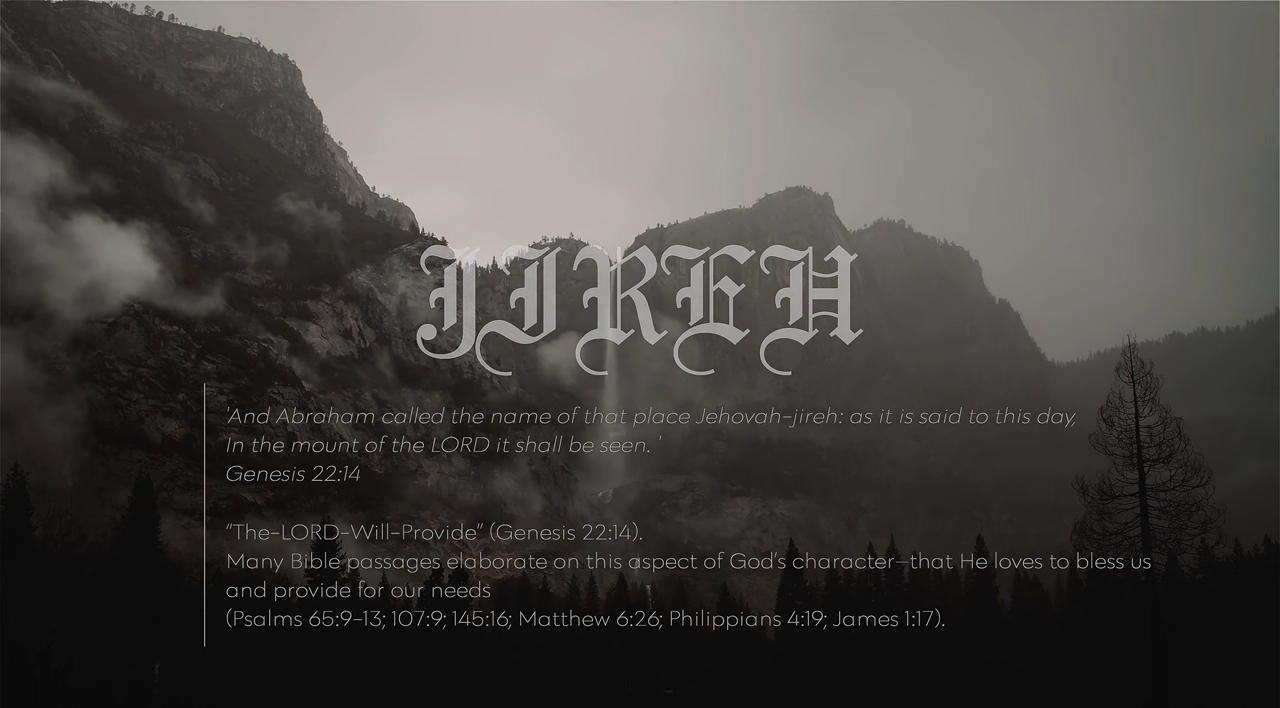 JIREH
'And Abraham called the name of that place Jehovah-jireh: as it is said to this day,
In the mount of the LORD it shall be seen. '
Genesis 22:14
“The-LORD-Will-Provide” (Genesis 22:14).
Many Bible passages elaborate on this aspect of God's character—that He loves to bless us
and provide for our needs
(Psalms 65:9-13; 107:9; 145:16; Matthew 6:26; Philippians 4:19; James 1:17).